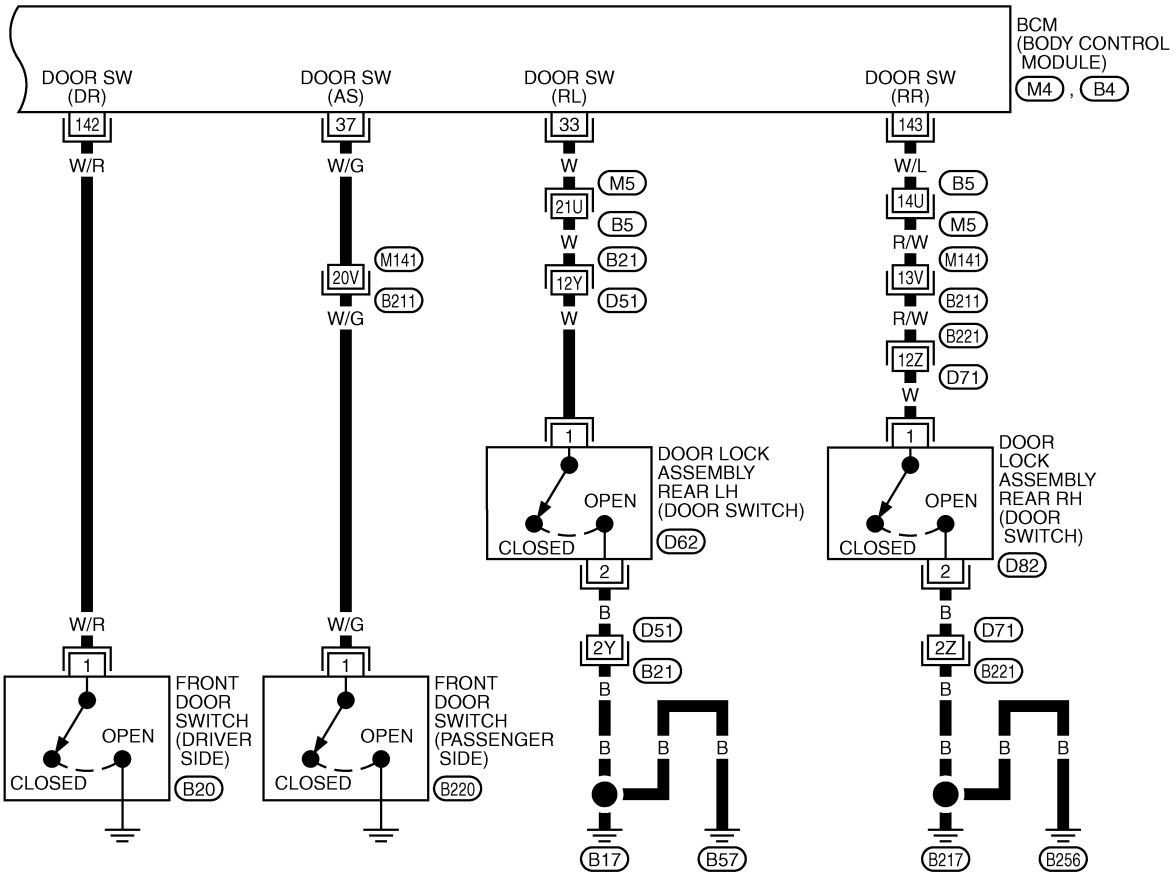 BCM
(BODY CONTROL
MODULE)
M4 , B4
DOOR SW
(DR)
DOOR SW
(AS)
DOOR SW
(RL)
DOOR SW
(RR)
142
37
33
143
W/R
W/G
W
W/L
M5
B5
21U
14U
B5
M5
W
R/W
M141
B21
M141
20V
12Y
13V
B211
D51
B211
W/G
W
R/W
B221
12Z
D71
W
1
1
DOOR LOCK
ASSEMBLY
REAR LH
(DOOR SWITCH)
D62
OPEN
CLOSED
DOOR
LOCK
ASSEMBLY
REAR RH
(DOOR
SWITCH)
D82
OPEN
CLOSED
2
2
B
B
W/R
W/G
D51
D71
2Y
2Z
B21
B221
1
1
B
B
FRONT
DOOR
SWITCH
(DRIVER
SIDE)
B20
OPEN
CLOSED
FRONT
DOOR
SWITCH
(PASSENGER
SIDE)
B220
OPEN
CLOSED
B
B
B
B
B
B
B17
B57
B217
B256